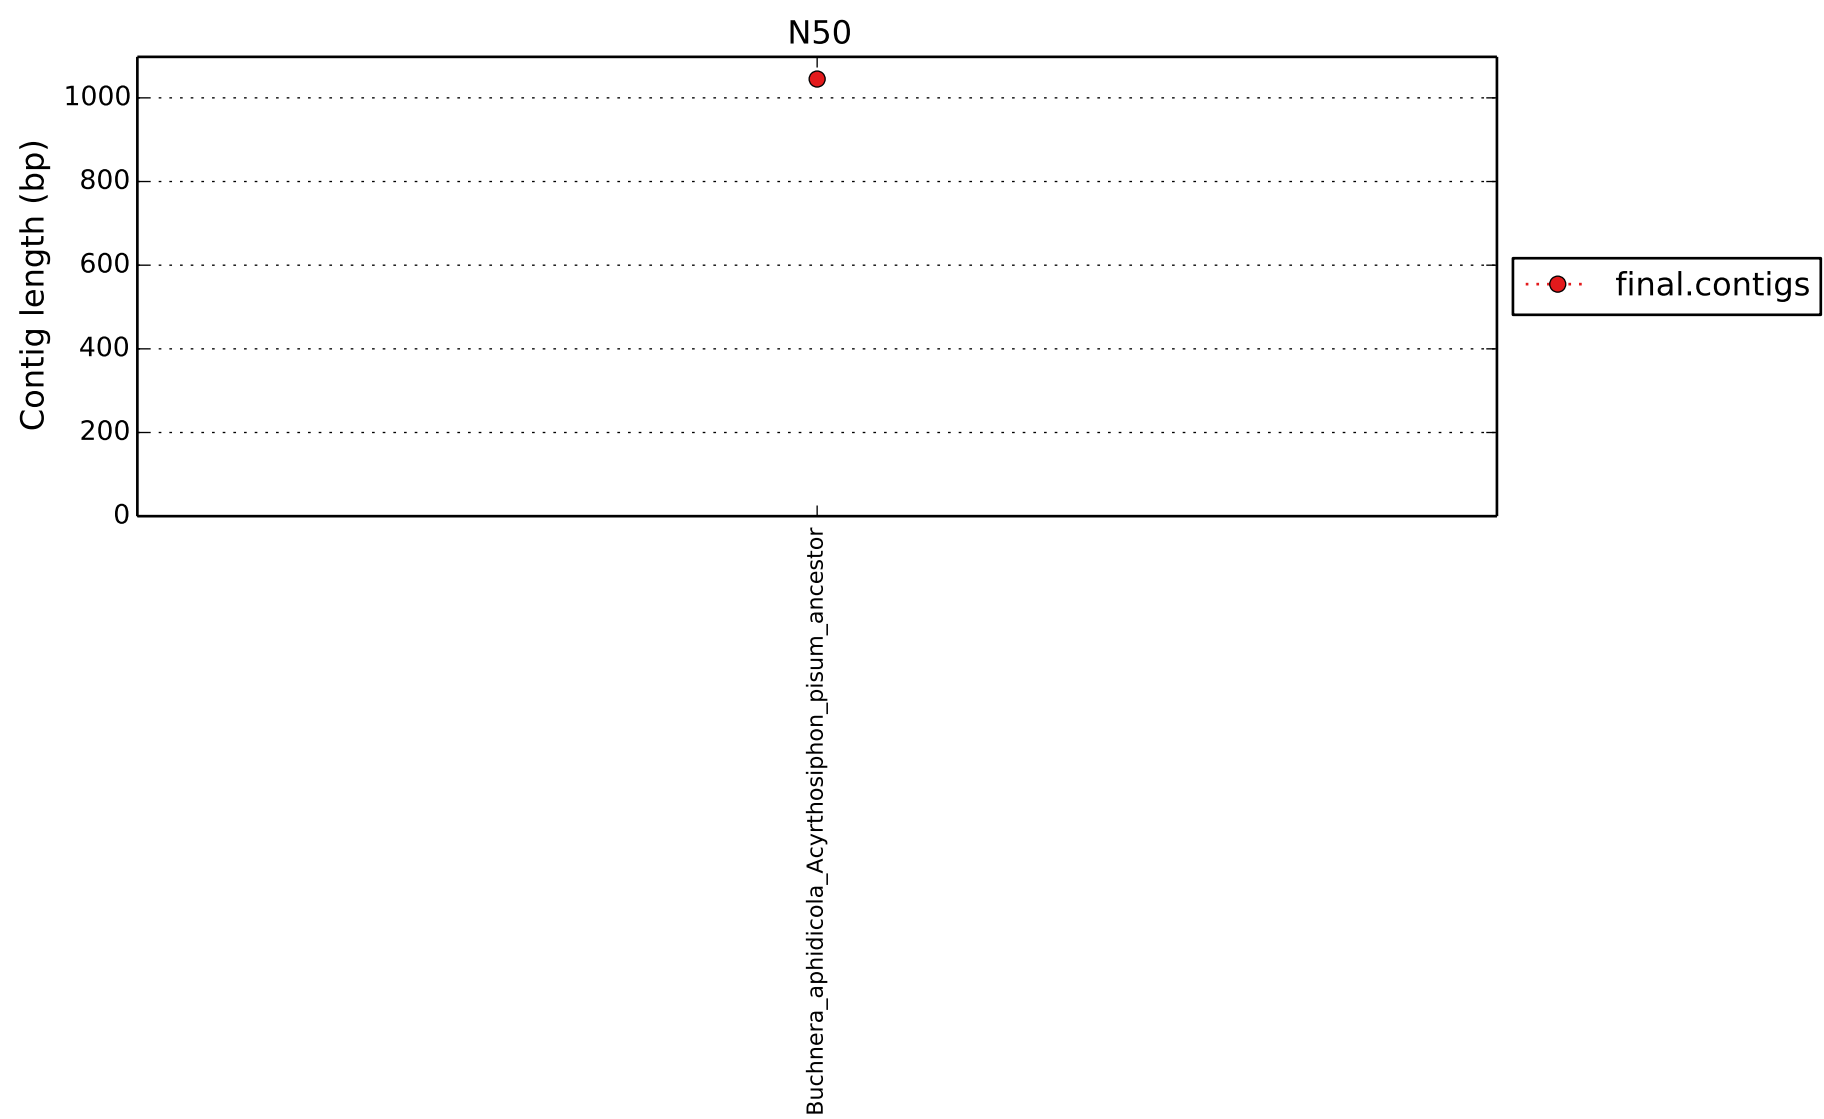 N50
Contig length (bp)
1000
800
600
400
200
0
Buchnera_aphidicola_Acyrthosiphon_pisum_ancestor
final.contigs